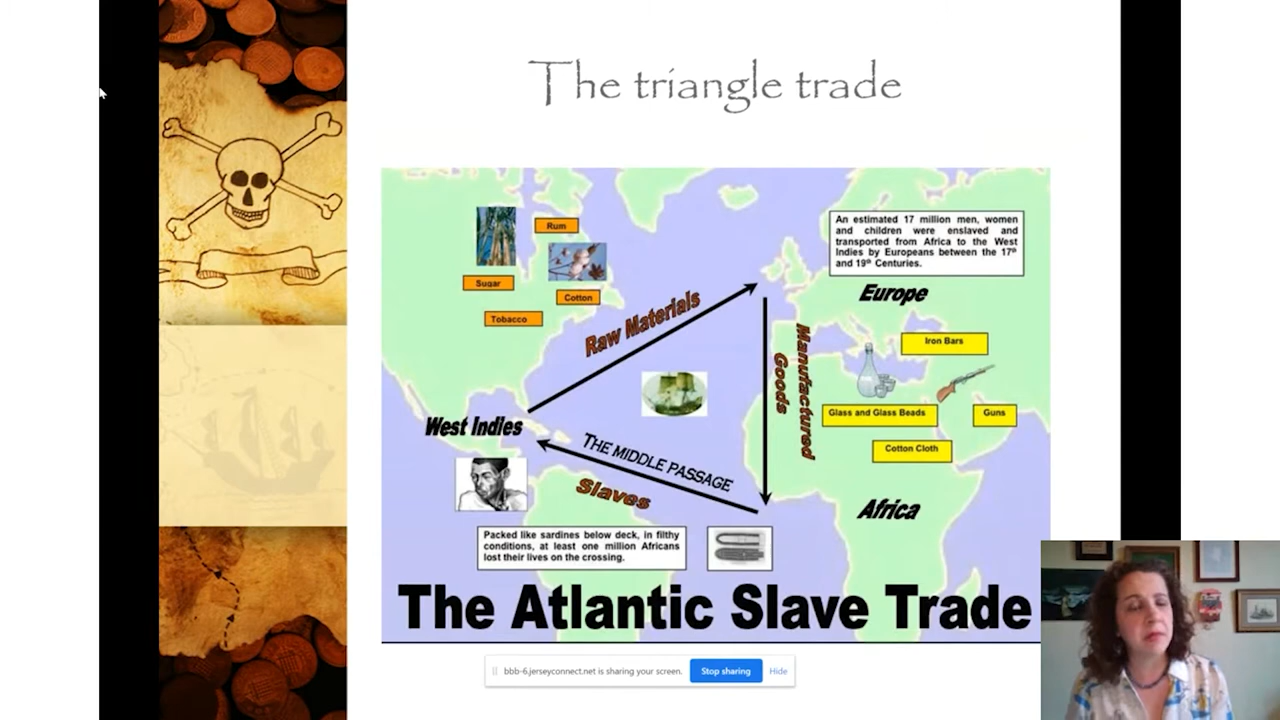 The triangle trade
An estimated 17 million men, women
and children were enslaved and
transported from Africa to the West
Indies by Europeans between the 17th
and 19th Centuries.
Rum
Sugar
Cotton
Tobacco
Raw Materials
Europe
Manufactured
Goods
Iron Bars
Glass and Glass Beads
Guns
Cotton Cloth
West Indies
THE MIDDLE PASSAGE
Slaves
Africa
Packed like sardines below deck, in filthy
conditions, at least one million Africans
lost their lives on the crossing.
The Atlantic Slave Trade
bbb-6.jerseyconnect.net is sharing your screen.
Stop sharing
Hide